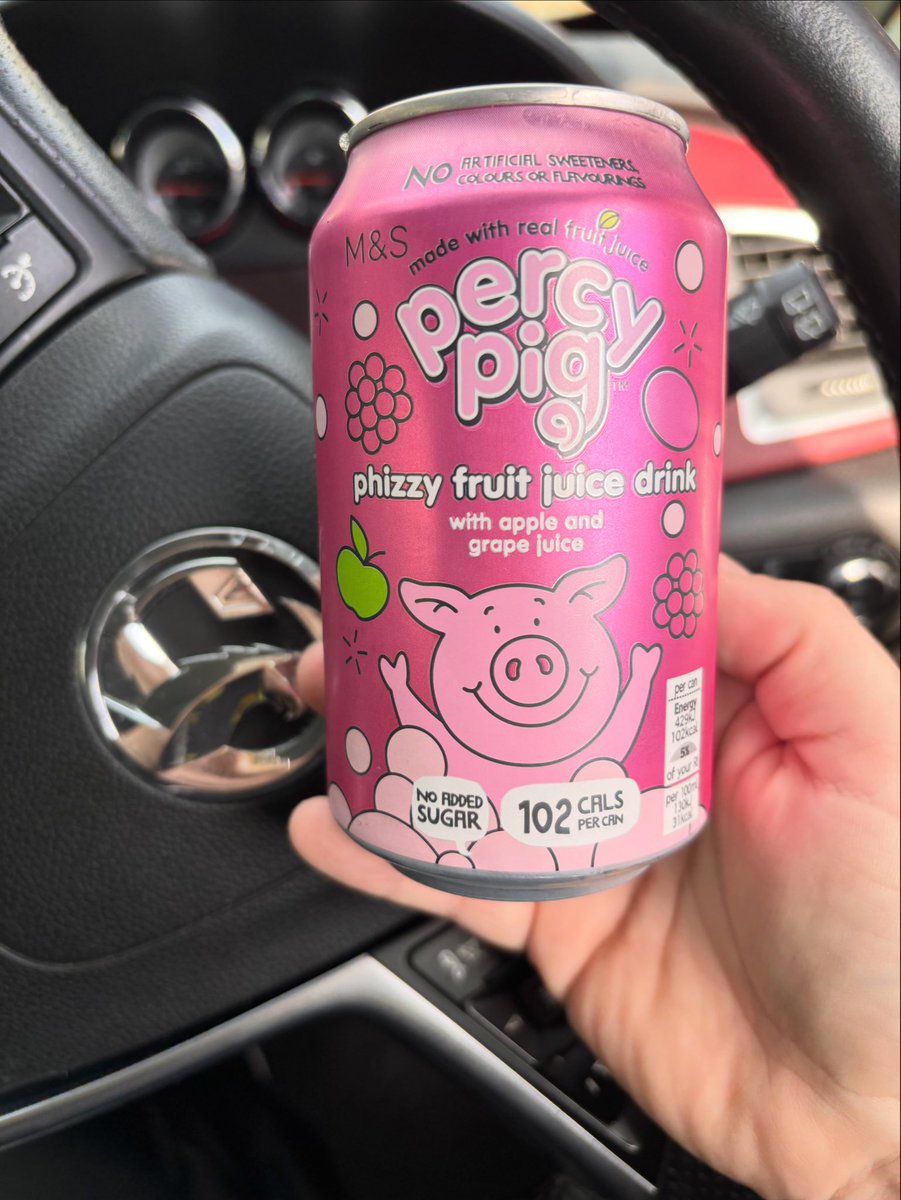 NO ARTIFICIAL SWEETENERS,
COLOURS OR FLAVOURINGS
M&S
made with real fruit juice
percy
pig
TM
phizzy fruit juice drink
with apple and
grape juice
per can
Energy
429kJ
102kcal
5%
of your RI
per 100ml
130kJ
31kcal
NO ADDED
SUGAR
102 CALS
PER CAN